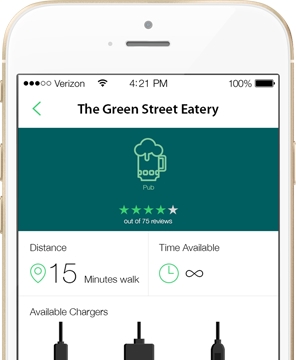 Verizon 4:21 PM 100%
The Green Street Eatery
Pub
out of 75 reviews
Distance Time Available
15 Minutes walk ∞
Available Chargers